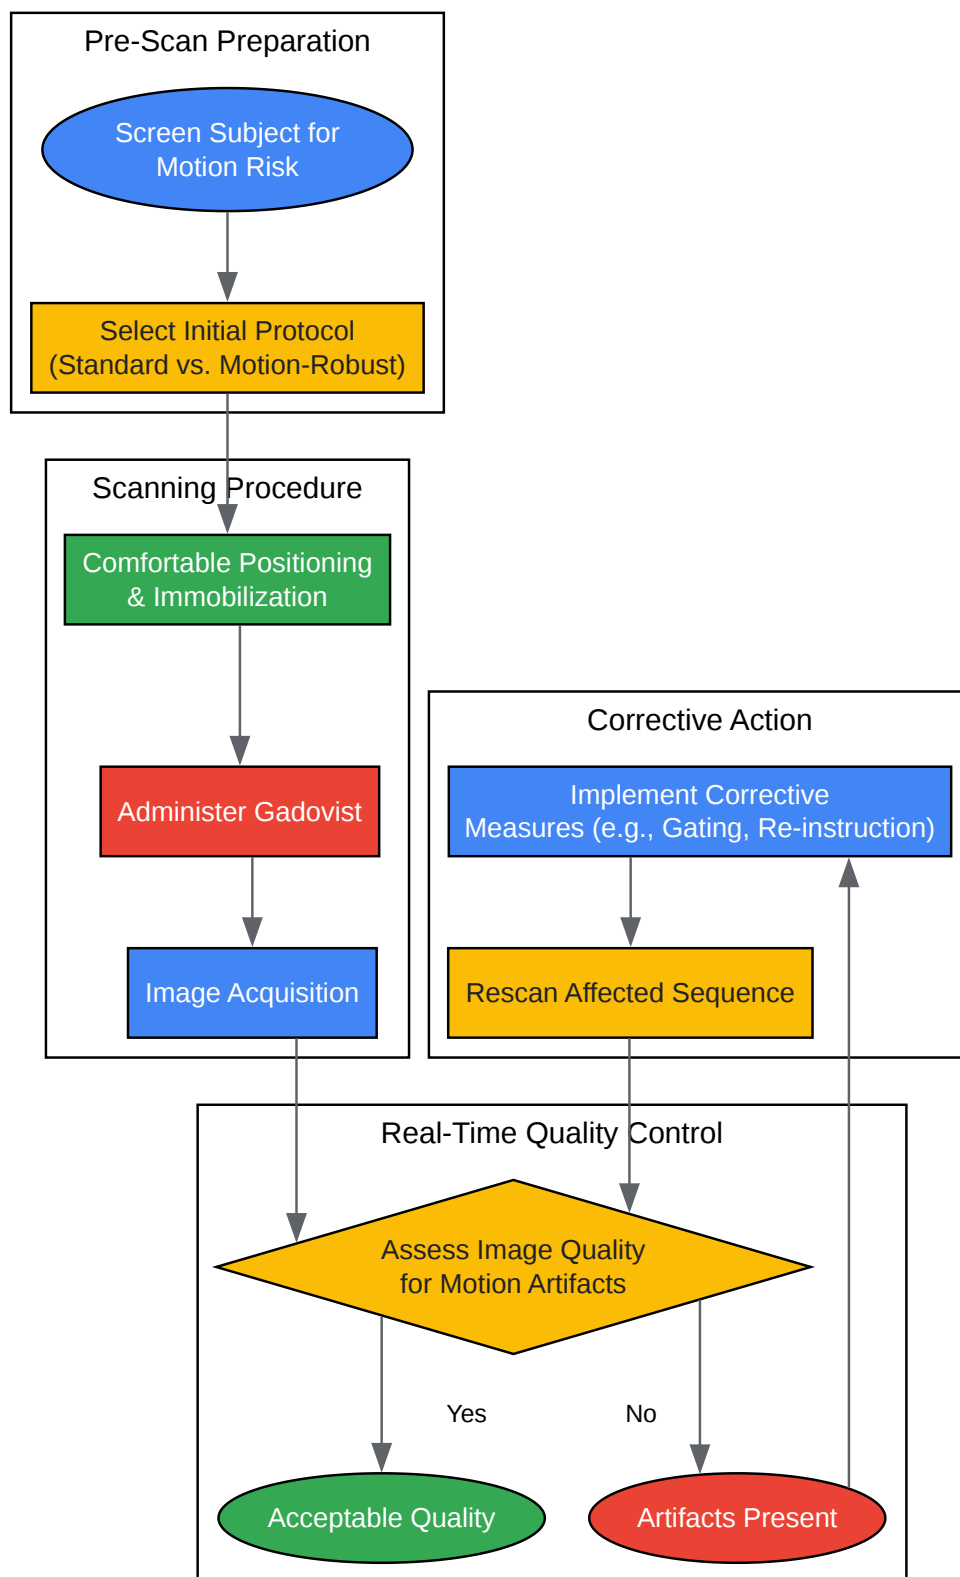 Pre-Scan Preparation
Screen Subject for
Motion Risk
Select Initial Protocol
(Standard vs. Motion-Robust)
Scanning Procedure
Comfortable Positioning
& Immobilization
Administer Gadovist
Image Acquisition
Corrective Action
Implement Corrective
Measures (e.g., Gating, Re-instruction)
Rescan Affected Sequence
Real-Time Quality Control
Assess Image Quality
for Motion Artifacts
Yes
No
Acceptable Quality
Artifacts Present